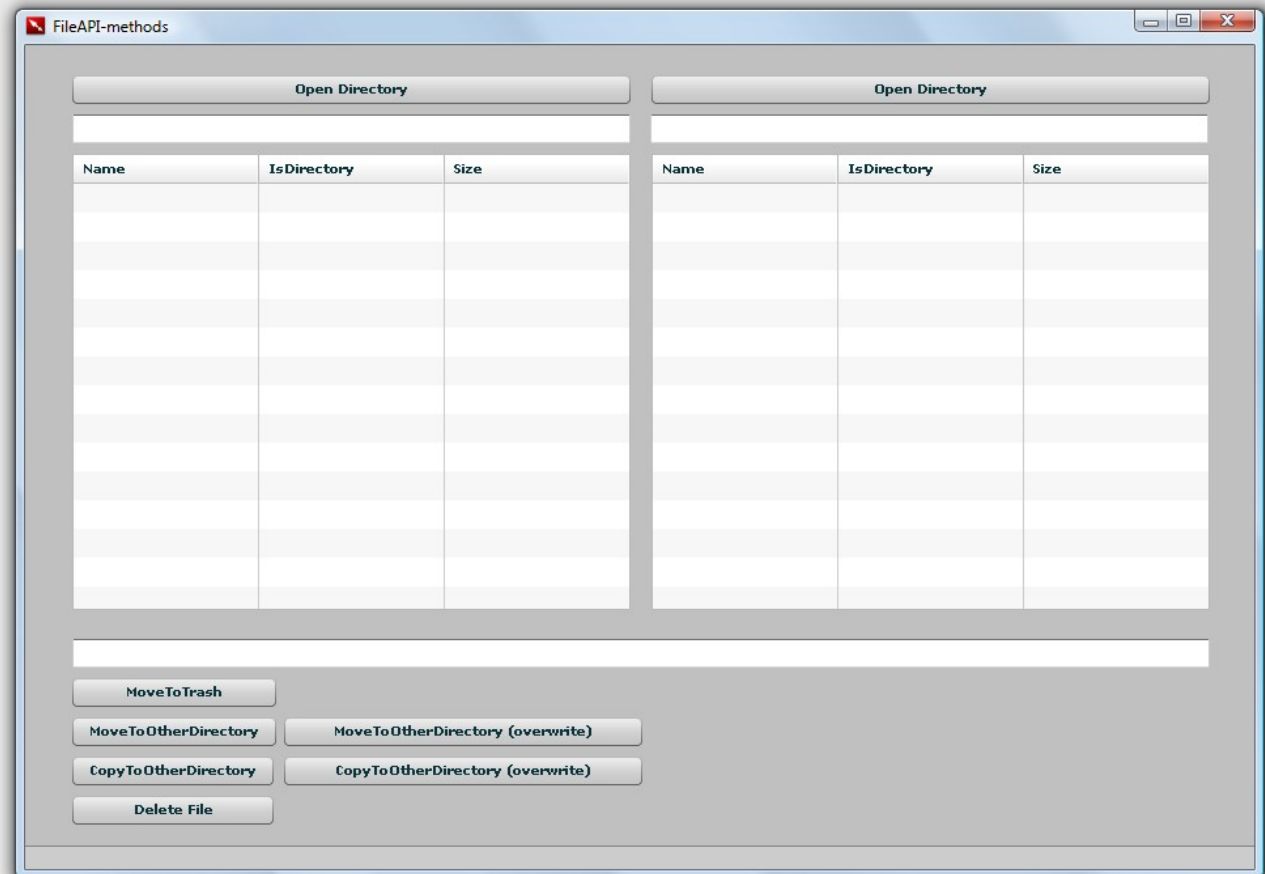 FileAPI-methods
Open Directory Open Directory
Name IsDirectory Size Name IsDirectory Size
MoveToTrash
MoveToOtherDirectory MoveToOtherDirectory (overwrite)
CopyToOtherDirectory CopyToOtherDirectory (overwrite)
Delete File